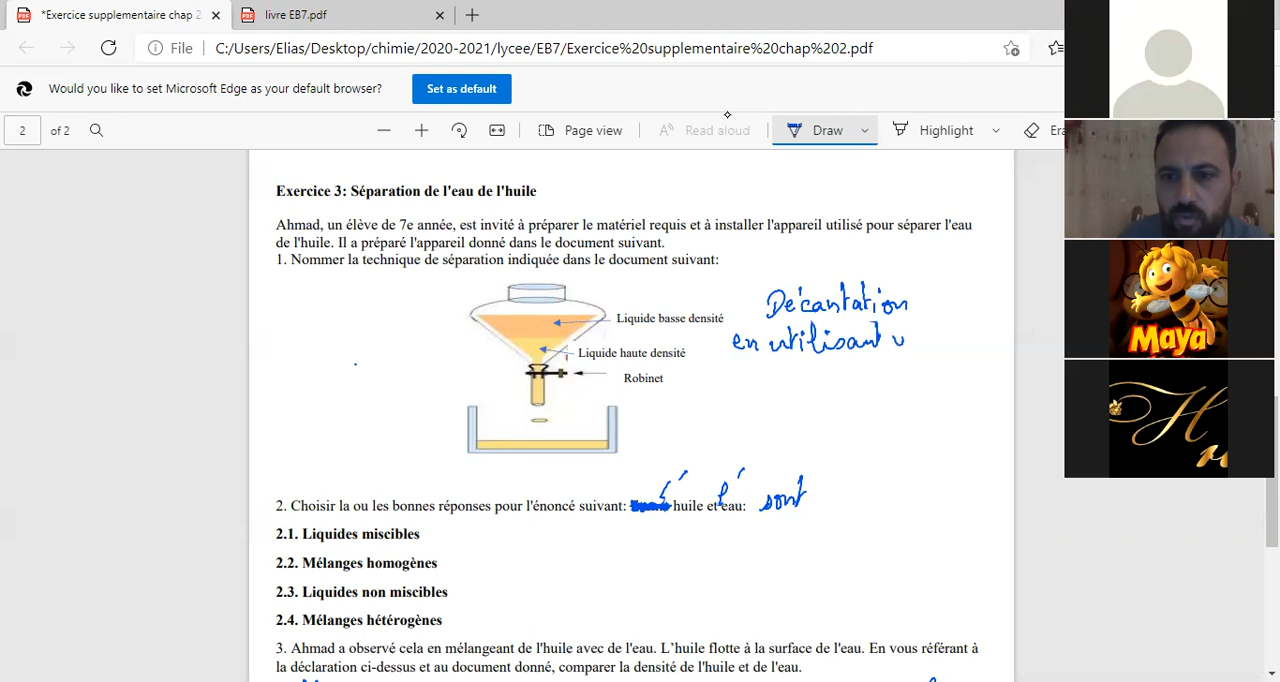 *Exercice supplementaire chap 2
livre EB7.pdf
File
C:/Users/Elias/Desktop/chimie/2020-2021/lycee/EB7/Exercice%20supplementaire%20chap%202.pdf
Would you like to set Microsoft Edge as your default browser?
Set as default
2
of 2
Page view
Read aloud
Draw
Highlight
Era
Exercice 3: Séparation de l'eau de l'huile
Ahmad, un élève de 7e année, est invité à préparer le matériel requis et à installer l'appareil utilisé pour séparer l'eau
de l'huile. Il a préparé l'appareil donné dans le document suivant.
1. Nommer la technique de séparation indiquée dans le document suivant:
Liquide basse densité
Liquide haute densité
Robinet
Décantation
en utilisant
2. Choisir la ou les bonnes réponses pour l'énoncé suivant: l'huile et l'eau: sont
2.1. Liquides miscibles
2.2. Mélanges homogènes
2.3. Liquides non miscibles
2.4. Mélanges hétérogènes
3. Ahmad a observé cela en mélangeant de l'huile avec de l'eau. L'huile flotte à la surface de l'eau. En vous référant à
la déclaration ci-dessus et au document donné, comparer la densité de l'huile et de l'eau.
Maya
H